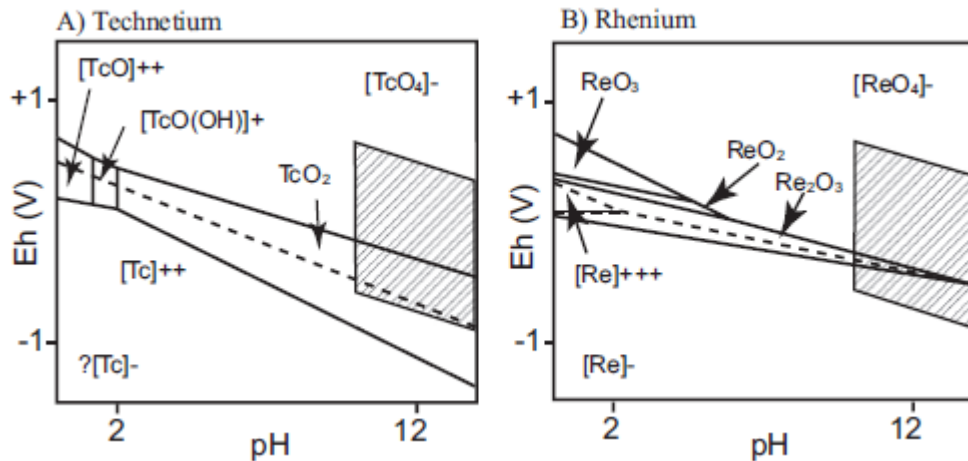 A) Technetium
[TcO]++
[TcO4]-
+1
[TcO(OH)]+
TcO2
Eh (V)
[Tc]++
-1
?[Tc]-
2
12
pH
B) Rhenium
ReO3
[ReO4]-
+1
ReO2
Re2O3
Eh (V)
[Re]+++
-1
[Re]-
2
12
pH